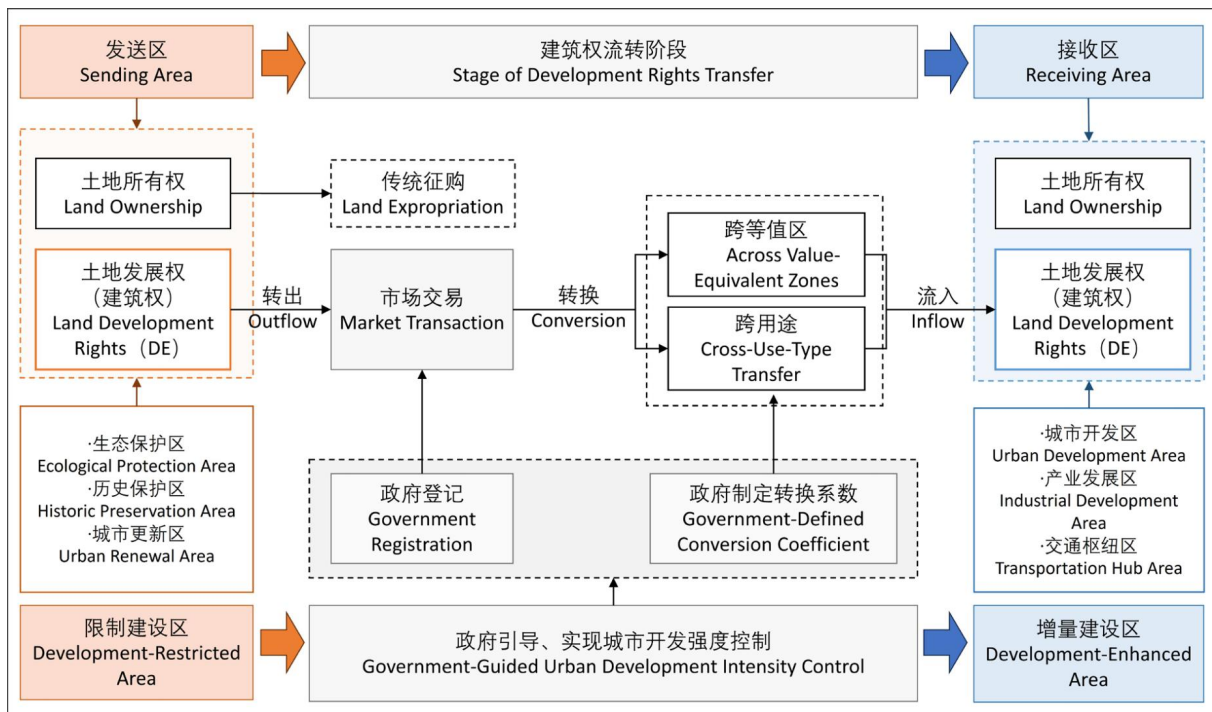 发送区
Sending Area
建筑权流转阶段
Stage of Development Rights Transfer
接收区
Receiving Area
土地所有权
Land Ownership
传统征购
Land Expropriation
土地所有权
Land Ownership
土地发展权
（建筑权）
Land Development
Rights（DE）
转出
Outflow
市场交易
Market Transaction
转换
Conversion
跨等值区
Across Value-
Equivalent Zones
跨用途
Cross-Use-Type
Transfer
流入
Inflow
土地发展权
（建筑权）
Land Development
Rights（DE）
·生态保护区
Ecological Protection Area
·历史保护区
Historic Preservation Area
·城市更新区
Urban Renewal Area
政府登记
Government
Registration
政府制定转换系数
Government-Defined
Conversion Coefficient
·城市开发区
Urban Development Area
·产业发展区
Industrial Development
Area
·交通枢纽区
Transportation Hub Area
限制建设区
Development-Restricted
Area
政府引导、实现城市开发强度控制
Government-Guided Urban Development Intensity Control
增量建设区
Development-Enhanced
Area